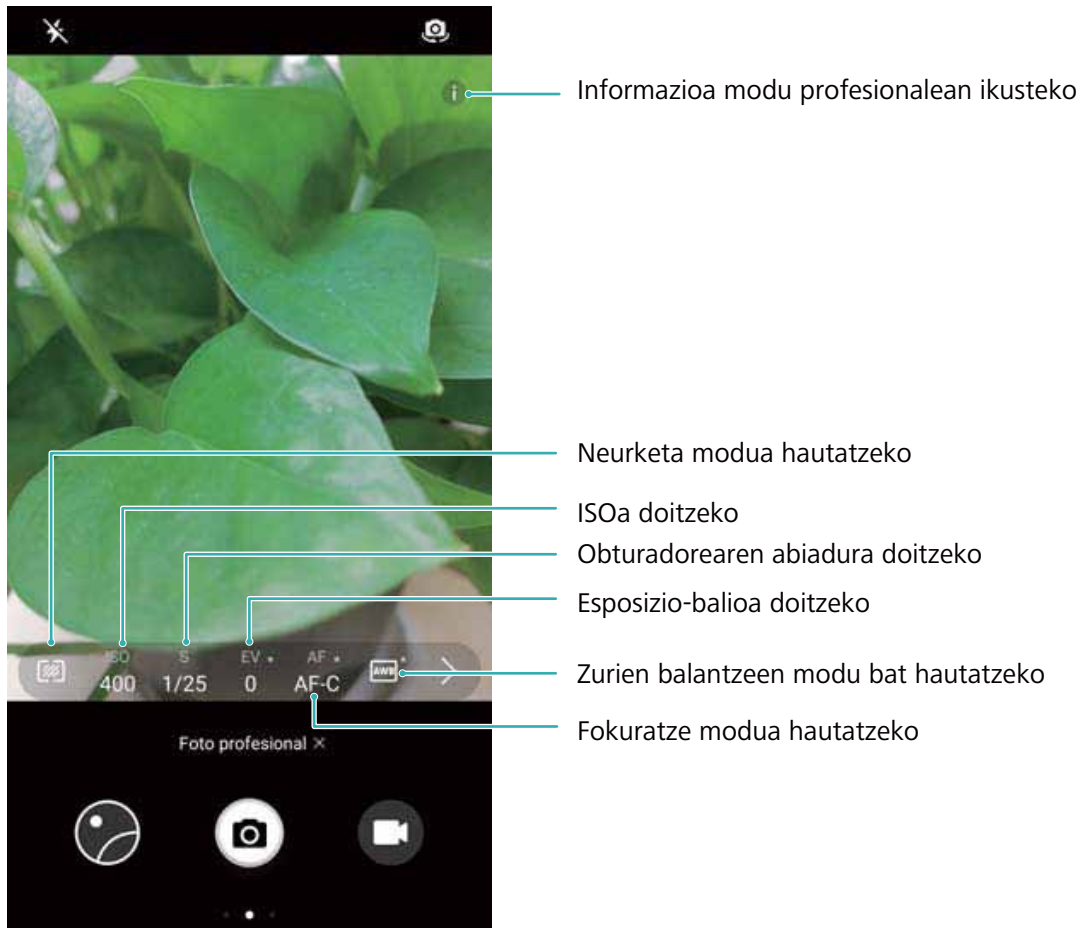 Informazioa modu profesionalean ikusteko
Neurketa modua hautatzeko
ISOa doitzeko
Obturadorearen abiadura doitzeko
Esposizio-balioa doitzeko
Zurien balantzeen modu bat hautatzeko
Fokuratze modua hautatzeko
ISO S EV AF
400 1/25 0 AF-C AWB
Foto profesional ×